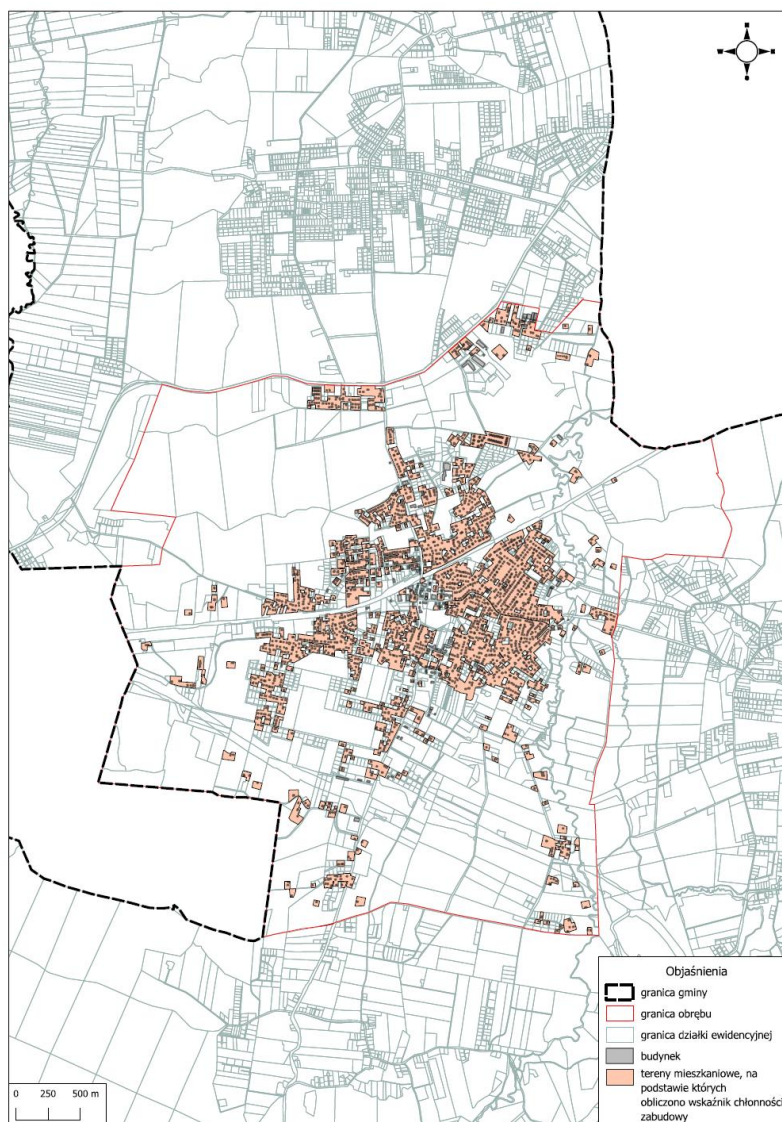 Objaśnienia
granica gminy
granica obrębu
granica działki ewidencyjnej
budynek
tereny mieszkaniowe, na
podstawie których
obliczono wskaźnik chłonności
zabudowy
0 250 500 m